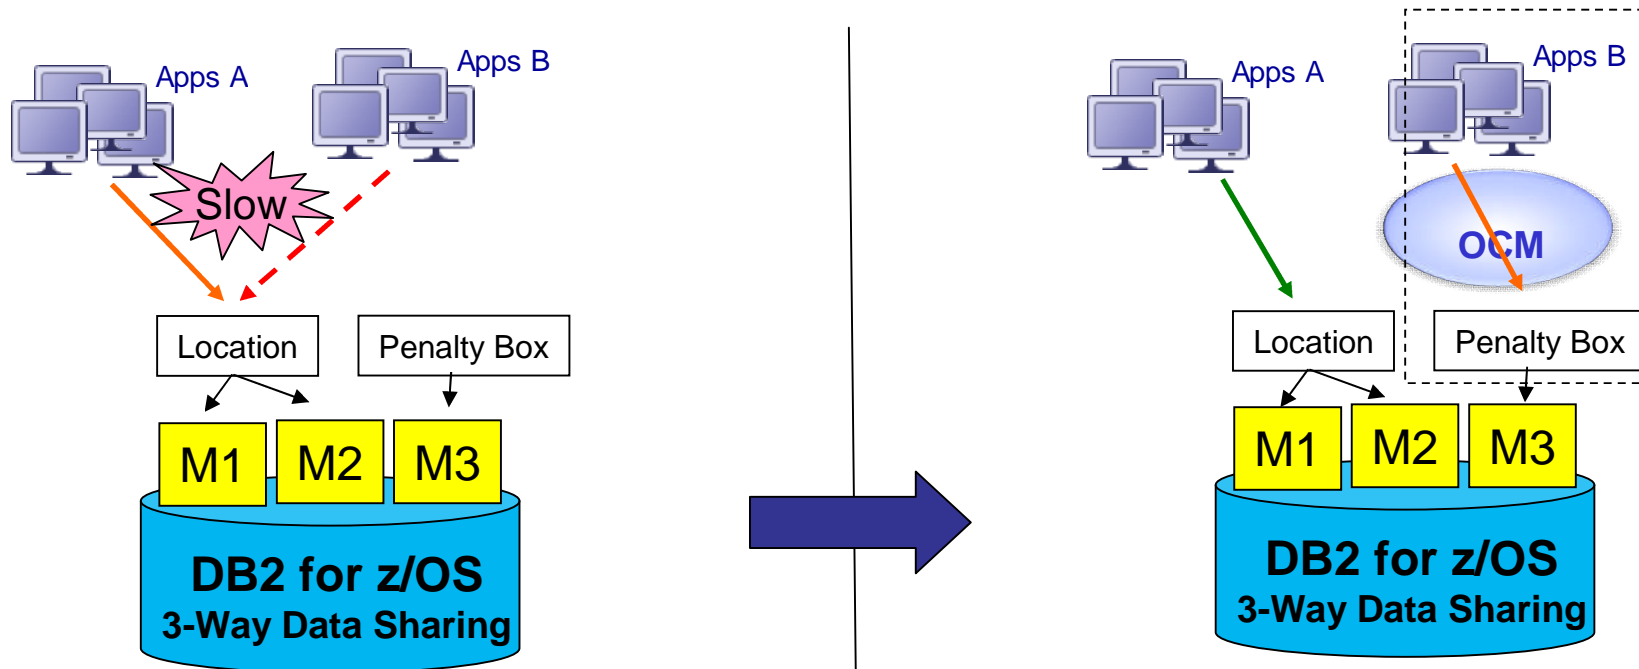 Apps A
Apps B
Slow
Location
Penalty Box
M1
M2
M3
DB2 for z/OS
3-Way Data Sharing
Apps A
Apps B
OCM
Location
Penalty Box
M1
M2
M3
DB2 for z/OS
3-Way Data Sharing